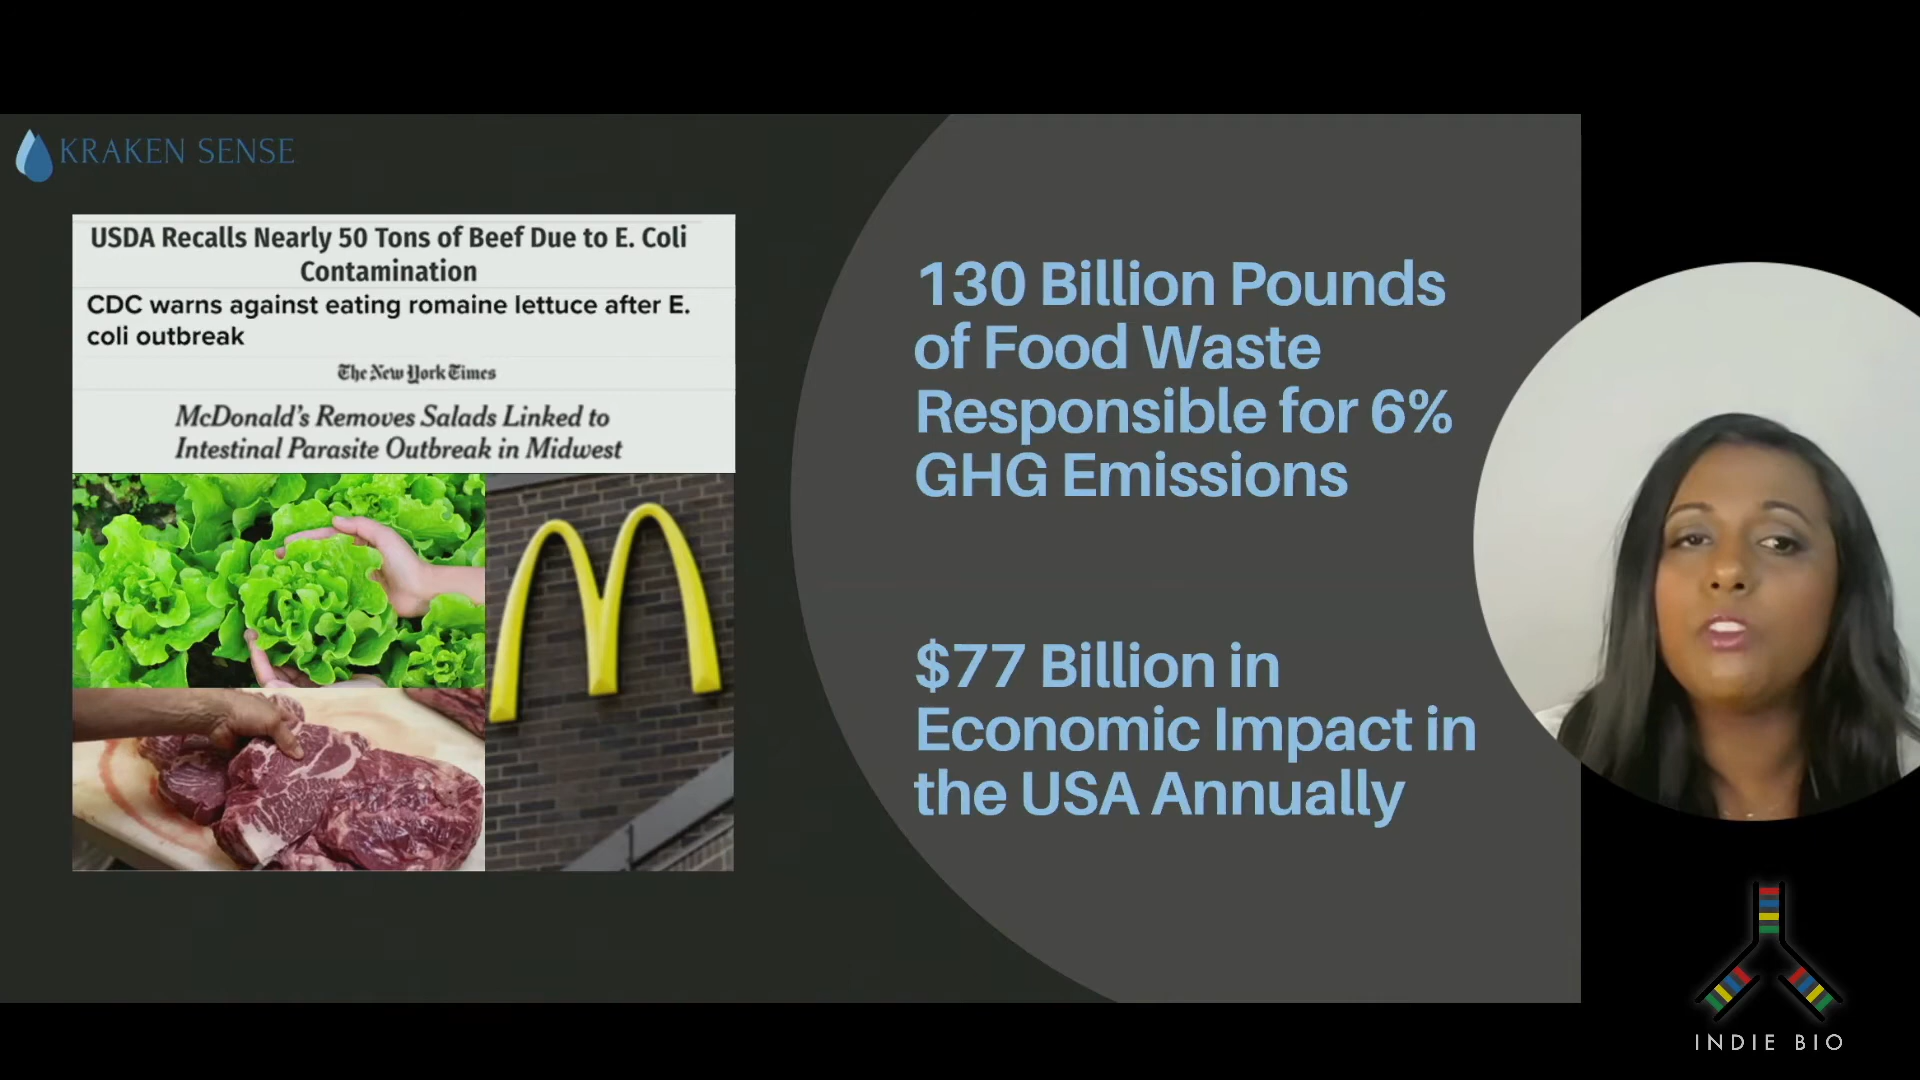 KRAKEN SENSE
USDA Recalls Nearly 50 Tons of Beef Due to E. Coli
Contamination
CDC warns against eating romaine lettuce after E.
coli outbreak
The New York Times
McDonald's Removes Salads Linked to
Intestinal Parasite Outbreak in Midwest
130 Billion Pounds
of Food Waste
Responsible for 6%
GHG Emissions
$77 Billion in
Economic Impact in
the USA Annually
INDIE BIO